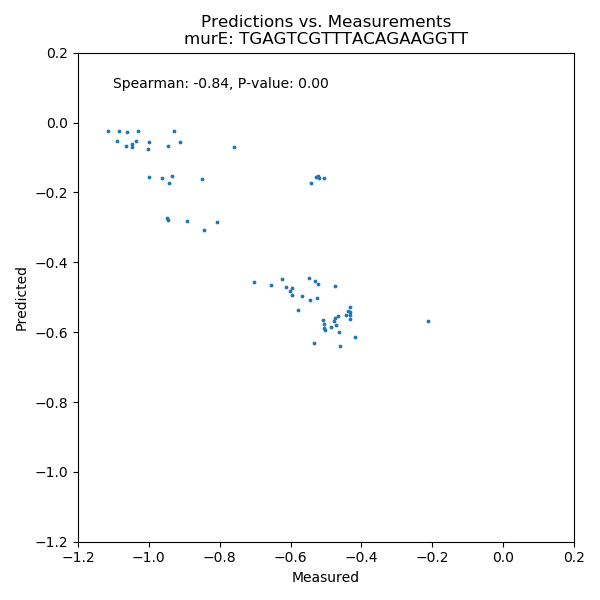 Predictions vs. Measurements
murE: TGAGTCGTTTACAGAAGGTT
Spearman: -0.84, P-value: 0.00
0.2
0.0
−0.2
−0.4
−0.6
−0.8
−1.0
−1.2
Predicted
−1.2 −1.0 −0.8 −0.6 −0.4 −0.2 0.0 0.2
Measured